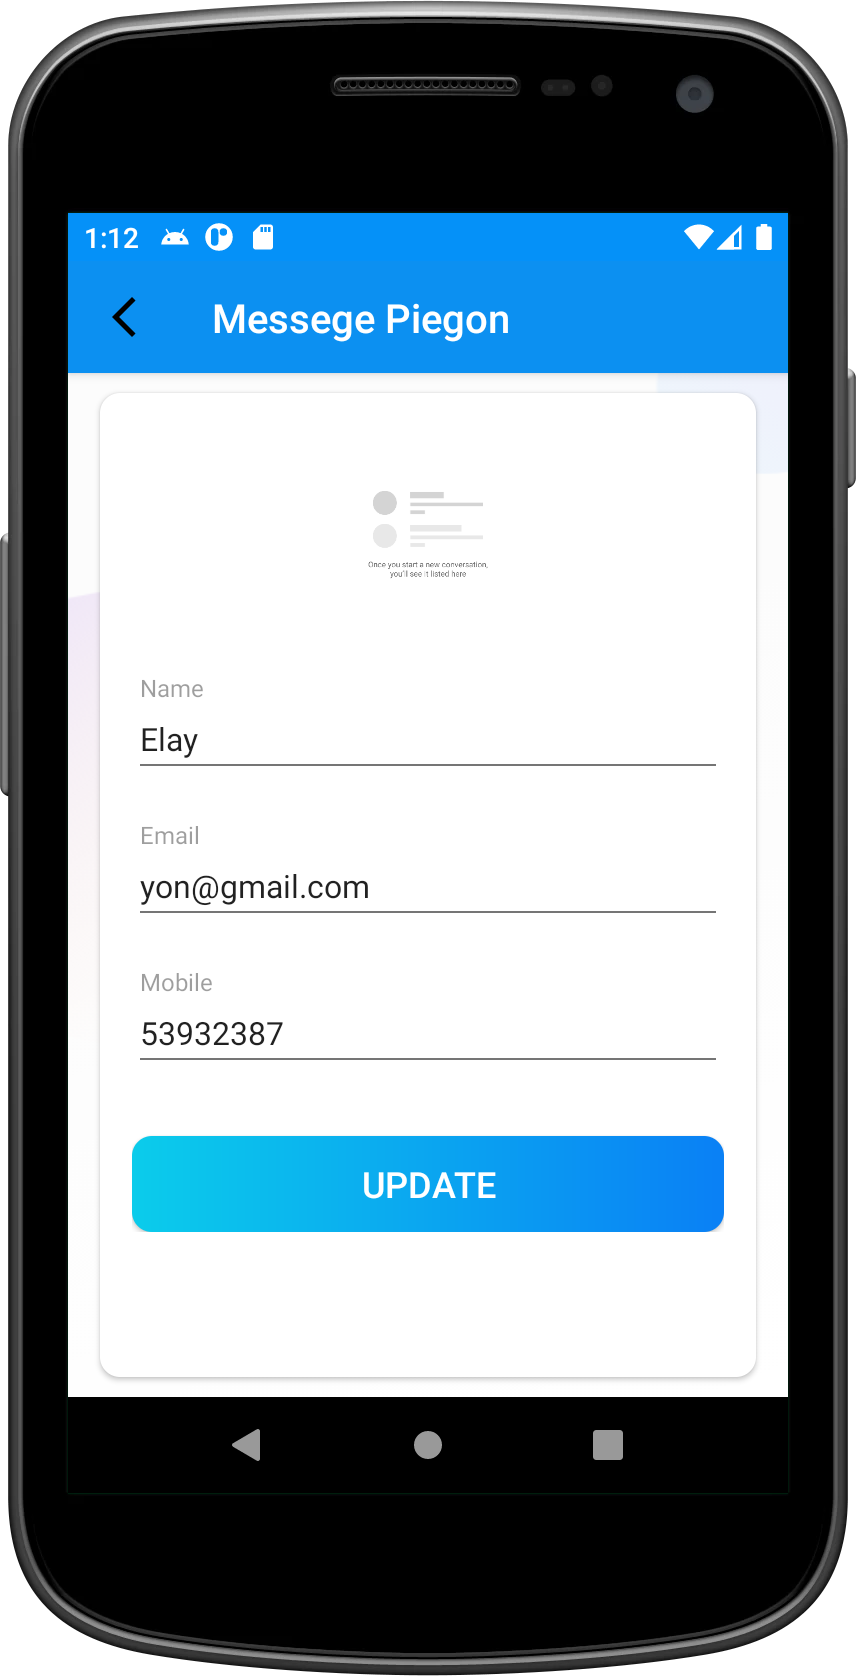 1:12
Messege Piegon
Once you start a new conversation,
you'll see it listed here
Name
Elay
Email
yon@gmail.com
Mobile
53932387
UPDATE